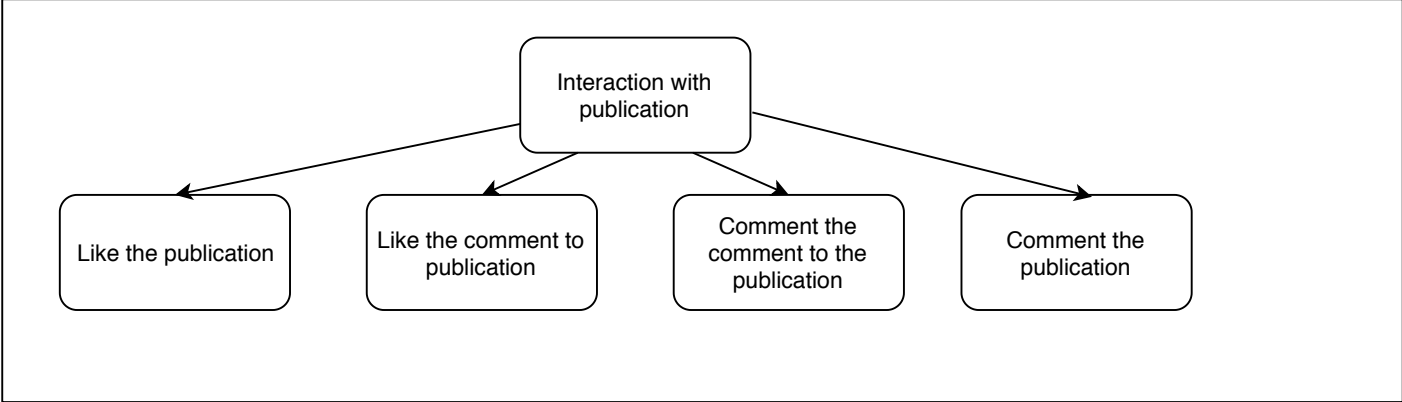 Interaction with
publication
Like the publication
Like the comment to
publication
Comment the
comment to the
publication
Comment the
publication